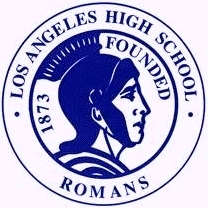 · LOS ANGELES HIGH SCHOOL ·
FOUNDED
1873
ROMANS